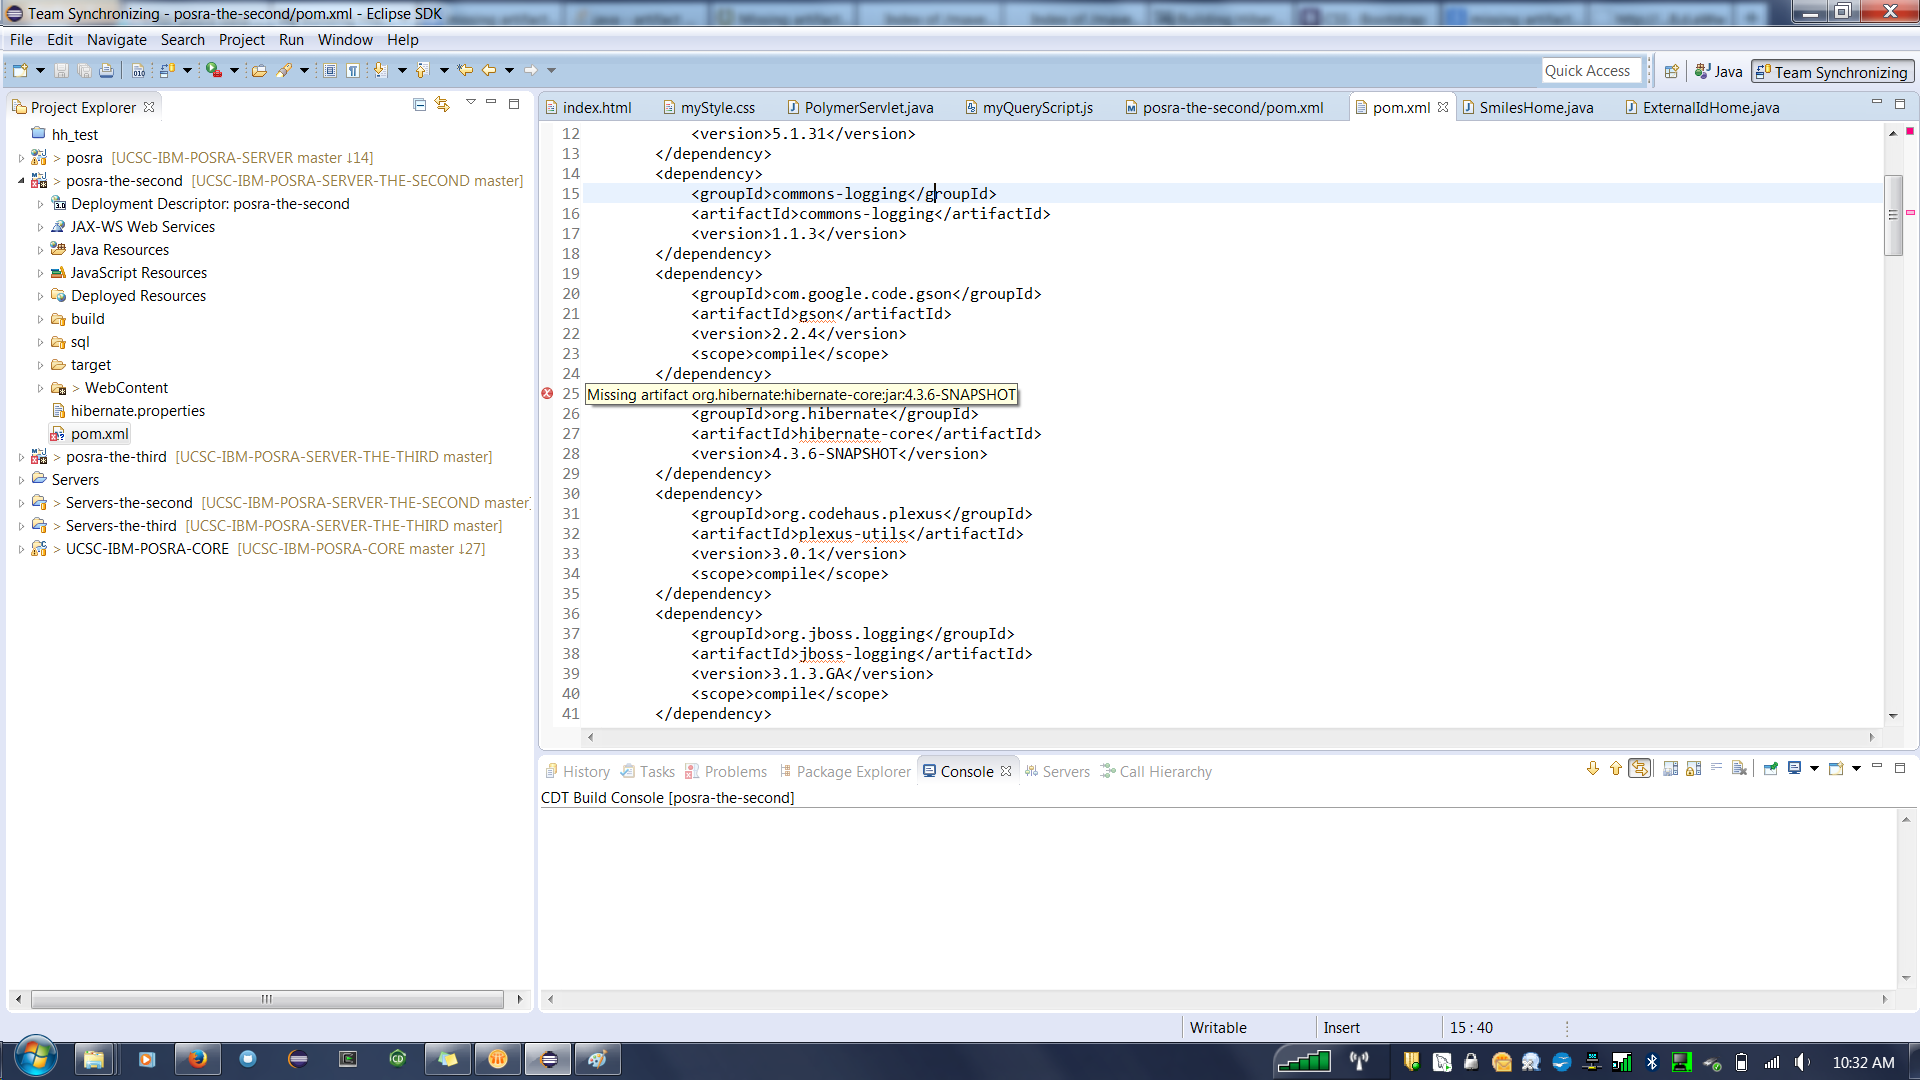 Team Synchronizing - posra-the-second/pom.xml - Eclipse SDK
File Edit Navigate Search Project Run Window Help
Quick Access
Java
Team Synchronizing
Project Explorer
hh_test
> posra [UCSC-IBM-POSRA-SERVER master ↓14]
> posra-the-second [UCSC-IBM-POSRA-SERVER-THE-SECOND master]
Deployment Descriptor: posra-the-second
JAX-WS Web Services
Java Resources
JavaScript Resources
Deployed Resources
build
sql
target
> WebContent
hibernate.properties
pom.xml
> posra-the-third [UCSC-IBM-POSRA-SERVER-THE-THIRD master]
Servers
> Servers-the-second [UCSC-IBM-POSRA-SERVER-THE-SECOND master]
> Servers-the-third [UCSC-IBM-POSRA-SERVER-THE-THIRD master]
> UCSC-IBM-POSRA-CORE [UCSC-IBM-POSRA-CORE master ↓27]
index.html myStyle.css PolymerServlet.java myQueryScript.js posra-the-second/pom.xml pom.xml SmilesHome.java ExternalIdHome.java
12 <version>5.1.31</version>
13 </dependency>
14 <dependency>
15 <groupId>commons-logging</groupId>
16 <artifactId>commons-logging</artifactId>
17 <version>1.1.3</version>
18 </dependency>
19 <dependency>
20 <groupId>com.google.code.gson</groupId>
21 <artifactId>gson</artifactId>
22 <version>2.2.4</version>
23 <scope>compile</scope>
24 </dependency>
25 Missing artifact org.hibernate:hibernate-core:jar:4.3.6-SNAPSHOT
26 <groupId>org.hibernate</groupId>
27 <artifactId>hibernate-core</artifactId>
28 <version>4.3.6-SNAPSHOT</version>
29 </dependency>
30 <dependency>
31 <groupId>org.codehaus.plexus</groupId>
32 <artifactId>plexus-utils</artifactId>
33 <version>3.0.1</version>
34 <scope>compile</scope>
35 </dependency>
36 <dependency>
37 <groupId>org.jboss.logging</groupId>
38 <artifactId>jboss-logging</artifactId>
39 <version>3.1.3.GA</version>
40 <scope>compile</scope>
41 </dependency>
History Tasks Problems Package Explorer Console Servers Call Hierarchy
CDT Build Console [posra-the-second]
Writable Insert 15 : 40
10:32 AM